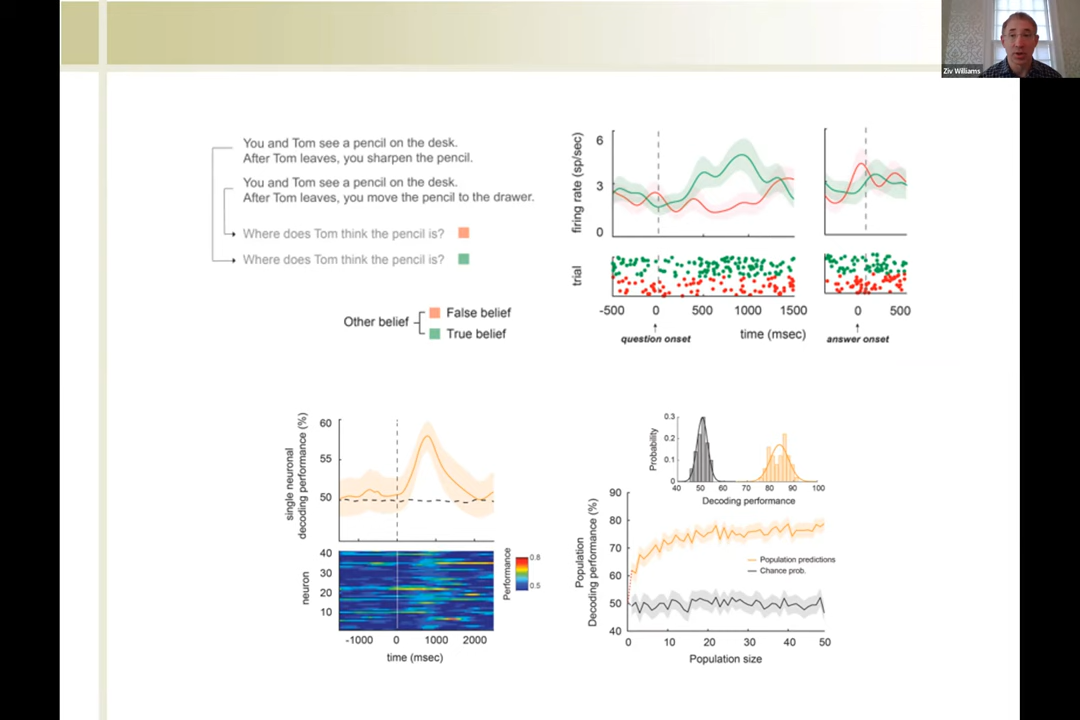 Ziv Williams
You and Tom see a pencil on the desk.
After Tom leaves, you sharpen the pencil.
You and Tom see a pencil on the desk.
After Tom leaves, you move the pencil to the drawer.
Where does Tom think the pencil is?
Where does Tom think the pencil is?
Other belief
False belief
True belief
firing rate (sp/sec)
6
3
0
trial
-500 0 500 1000 1500
0 500
question onset
time (msec)
answer onset
single neuronal
decoding performance (%)
60
55
50
neuron
40
30
20
10
Performance
0.8
0.5
-1000 0 1000 2000
time (msec)
Probability
0.3
0.2
0.1
0
40 50 60 70 80 90 100
Decoding performance
Population
Decoding performance (%)
90
80
70
60
50
40
Population predictions
Chance prob.
0 10 20 30 40 50
Population size